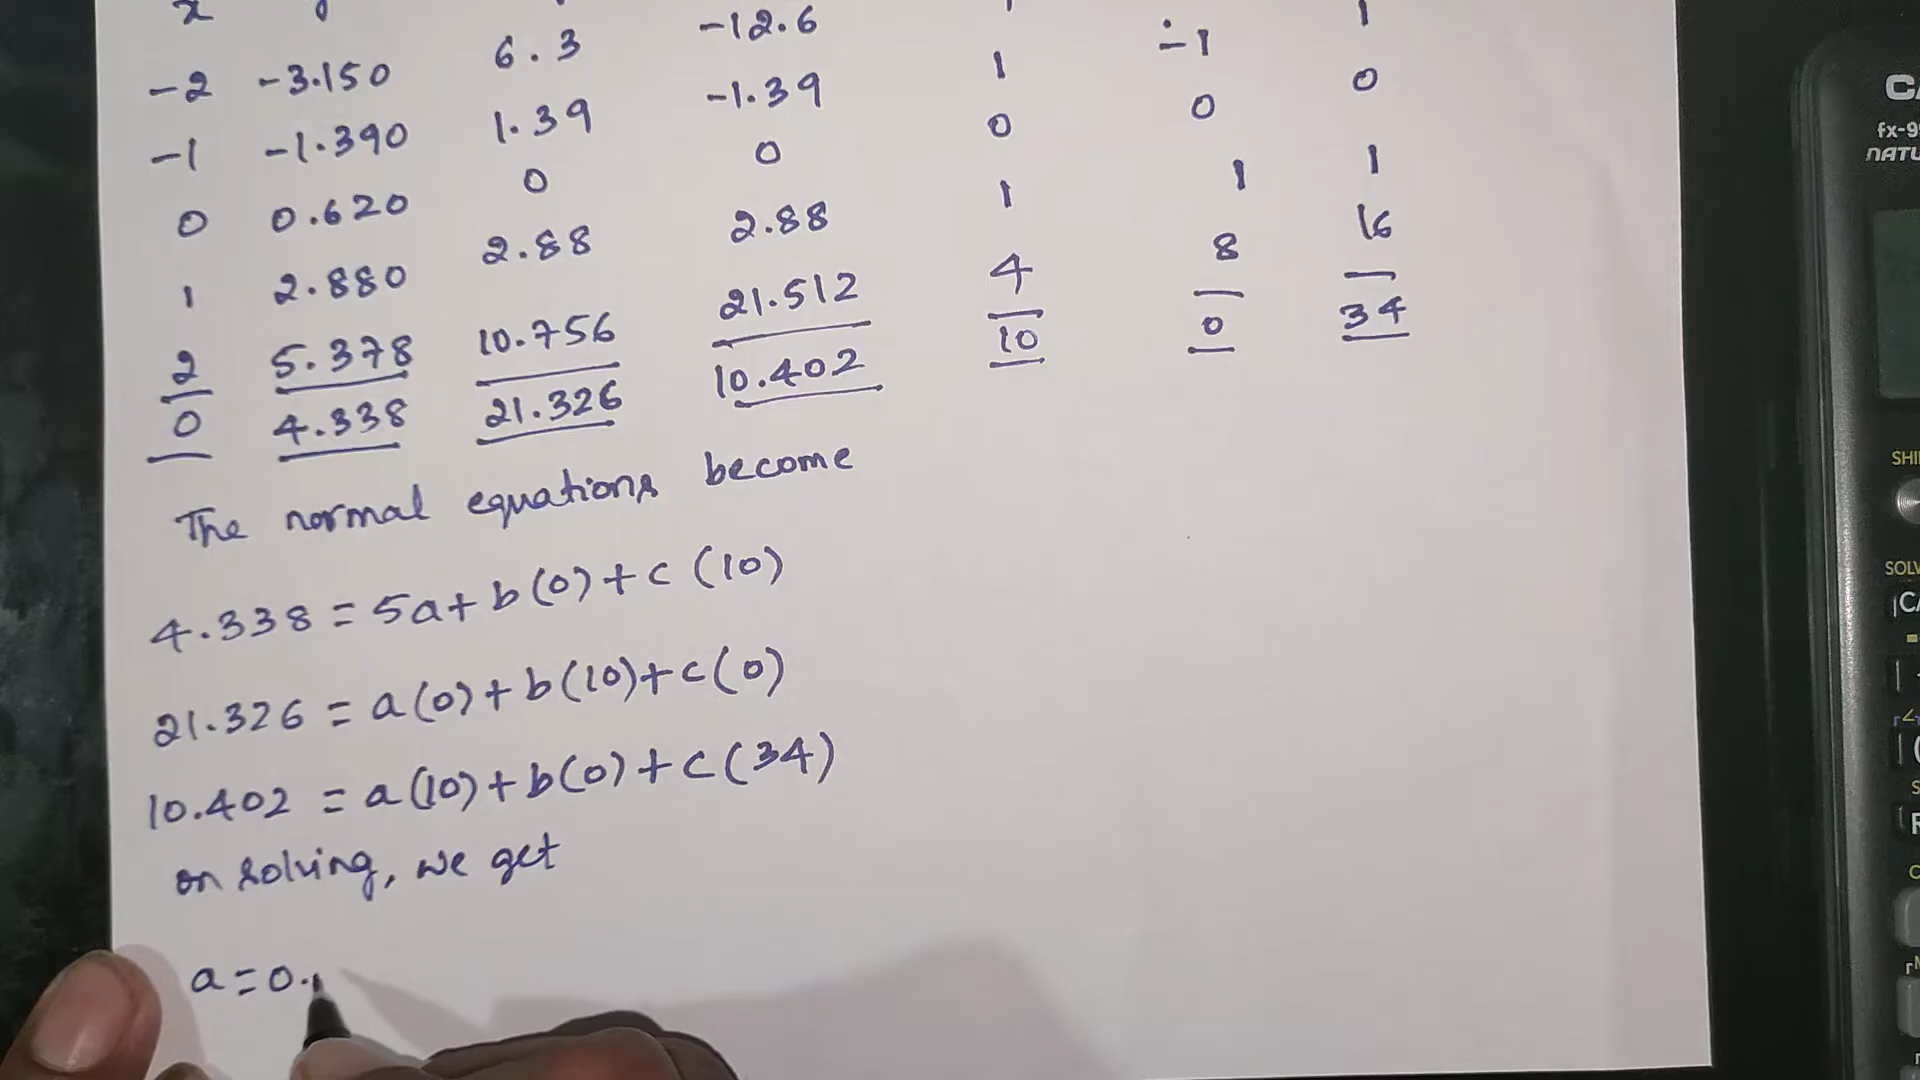 x y
-2 -3.150 6.3 -12.6 1 -1 1
-1 -1.390 1.39 -1.39 0 0 0
0 0.620 0 0 1 1 1
1 2.880 2.88 2.88 4 8 16
2 5.378 10.756 21.512 10 0 34
0 4.338 21.326 10.402
The normal equations become
4.338 = 5a+b(0)+c(10)
21.326 = a(0)+b(10)+c(0)
10.402 = a(10)+b(0)+c(34)
on solving, we get
a=0.
fx-9
SHI
SOLV